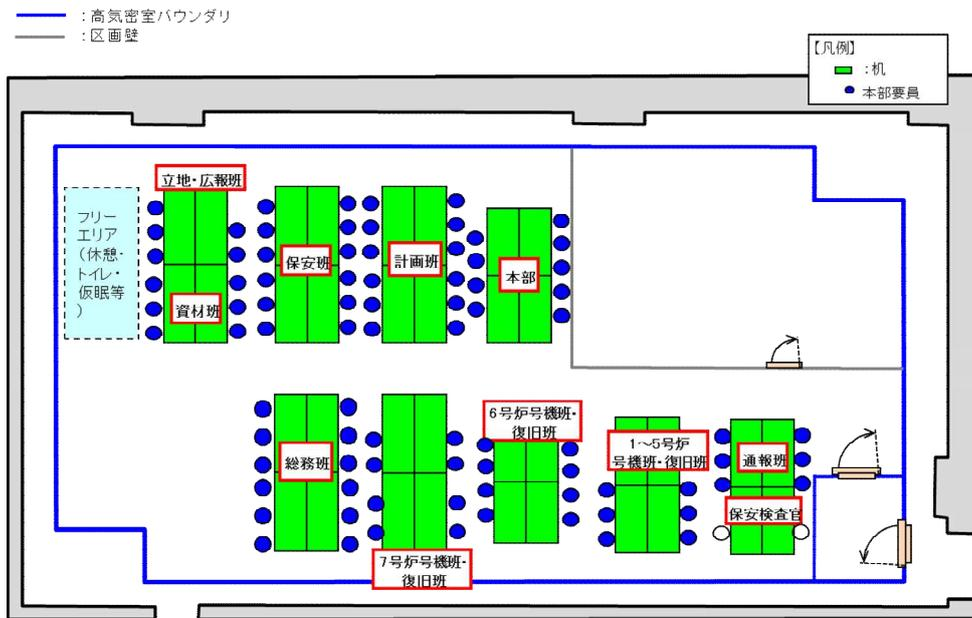 ：高気密室バウンダリ
：区画壁
【凡例】
：机
本部要員
立地・広報班
フリー
エリア
（休憩・
トイレ・
仮眠等
）
資材班
保安班
計画班
本部
総務班
7号炉号機班・
復旧班
6号炉号機班・
復旧班
1～5号炉
号機班・復旧班
通報班
保安検査官